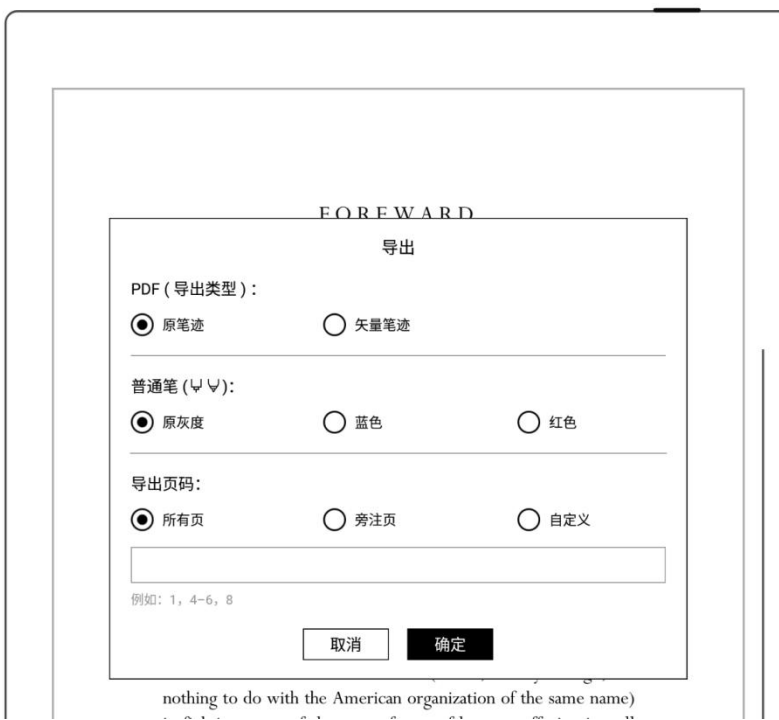 FOREWARD
导出
PDF ( 导出类型 ) :
原笔迹 矢量笔迹
普通笔 ( ):
原灰度 蓝色 红色
导出页码:
所有页 旁注页 自定义
例如: 1, 4-6, 8
取消 确定
nothing to do with the American organization of the same name)